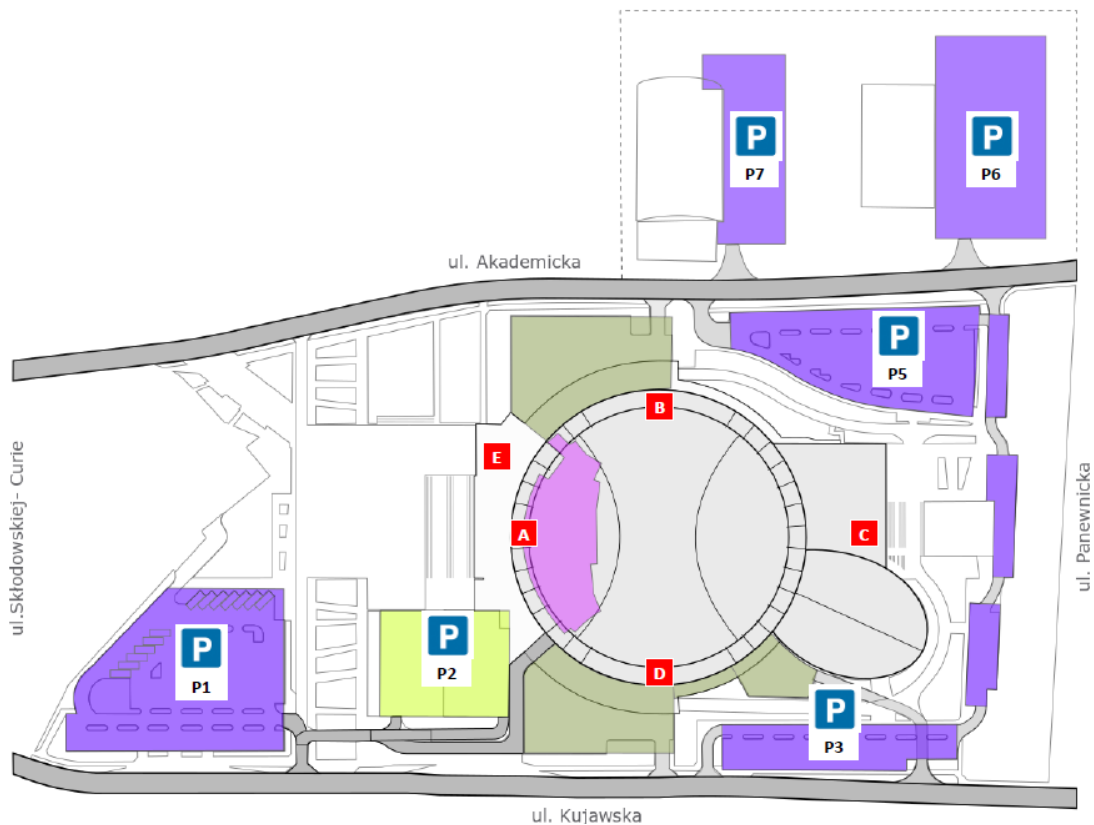 P
P7
P
P6
ul. Akademicka
P
P5
B
E
A
C
ul.Skłodowskiej- Curie
ul. Panewnicka
P
P1
P
P2
D
P
P3
ul. Kujawska